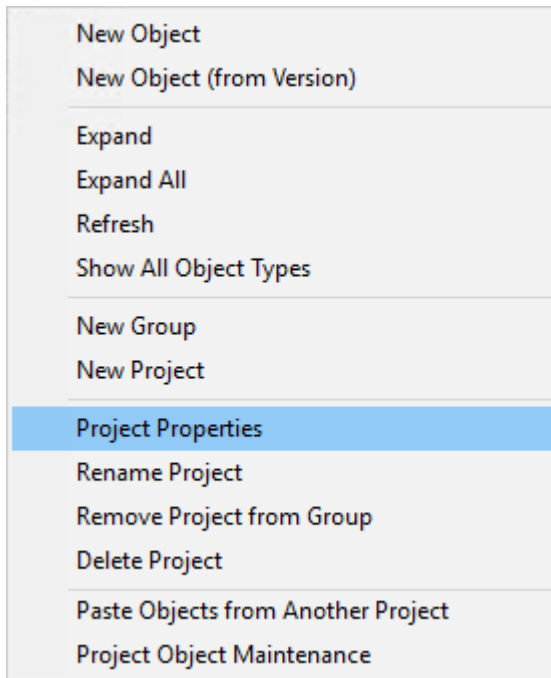 New Object
New Object (from Version)
Expand
Expand All
Refresh
Show All Object Types
New Group
New Project
Project Properties
Rename Project
Remove Project from Group
Delete Project
Paste Objects from Another Project
Project Object Maintenance